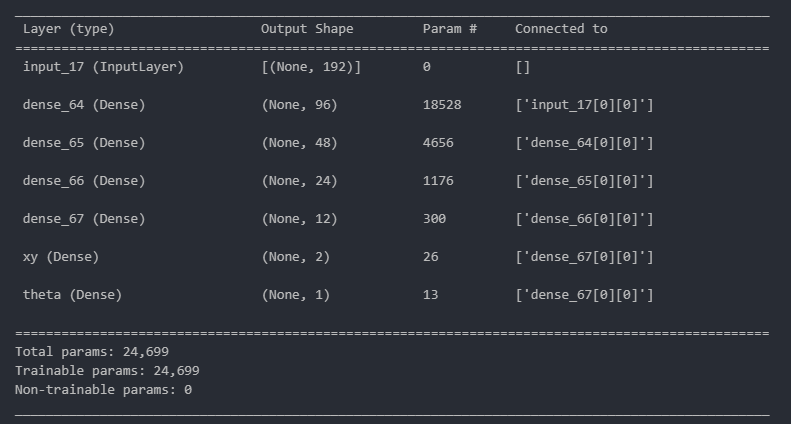 Layer (type) Output Shape Param # Connected to
input_17 (InputLayer) [(None, 192)] 0 []
dense_64 (Dense) (None, 96) 18528 ['input_17[0][0]']
dense_65 (Dense) (None, 48) 4656 ['dense_64[0][0]']
dense_66 (Dense) (None, 24) 1176 ['dense_65[0][0]']
dense_67 (Dense) (None, 12) 300 ['dense_66[0][0]']
xy (Dense) (None, 2) 26 ['dense_67[0][0]']
theta (Dense) (None, 1) 13 ['dense_67[0][0]']
Total params: 24,699
Trainable params: 24,699
Non-trainable params: 0